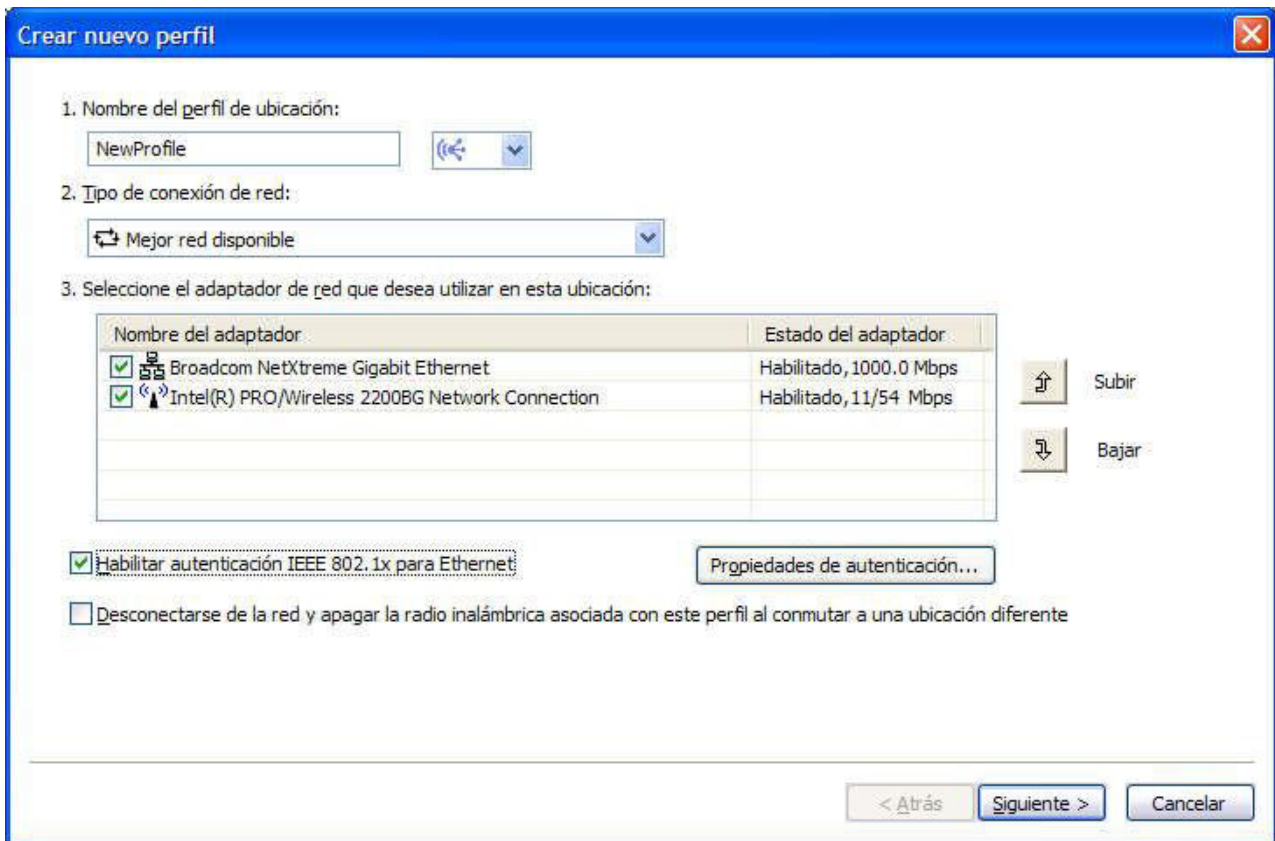 Crear nuevo perfil
1. Nombre del perfil de ubicación:
NewProfile
2. Tipo de conexión de red:
Mejor red disponible
3. Seleccione el adaptador de red que desea utilizar en esta ubicación:
Nombre del adaptador Estado del adaptador
Broadcom NetXtreme Gigabit Ethernet Habilitado,1000.0 Mbps
Intel(R) PRO/Wireless 2200BG Network Connection Habilitado,11/54 Mbps
Subir
Bajar
Habilitar autenticación IEEE 802.1x para Ethernet Propiedades de autenticación...
Desconectarse de la red y apagar la radio inalámbrica asociada con este perfil al conmutar a una ubicación diferente
< Atrás Siguiente > Cancelar